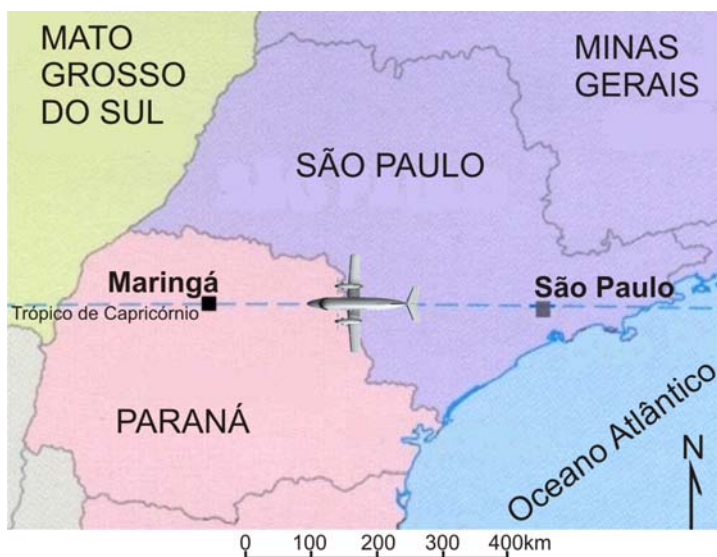 MATO
GROSSO
DO SUL
MINAS
GERAIS
SÃO PAULO
Maringá
São Paulo
Trópico de Capricórnio
PARANÁ
Oceano Atlântico
N
0 100 200 300 400km